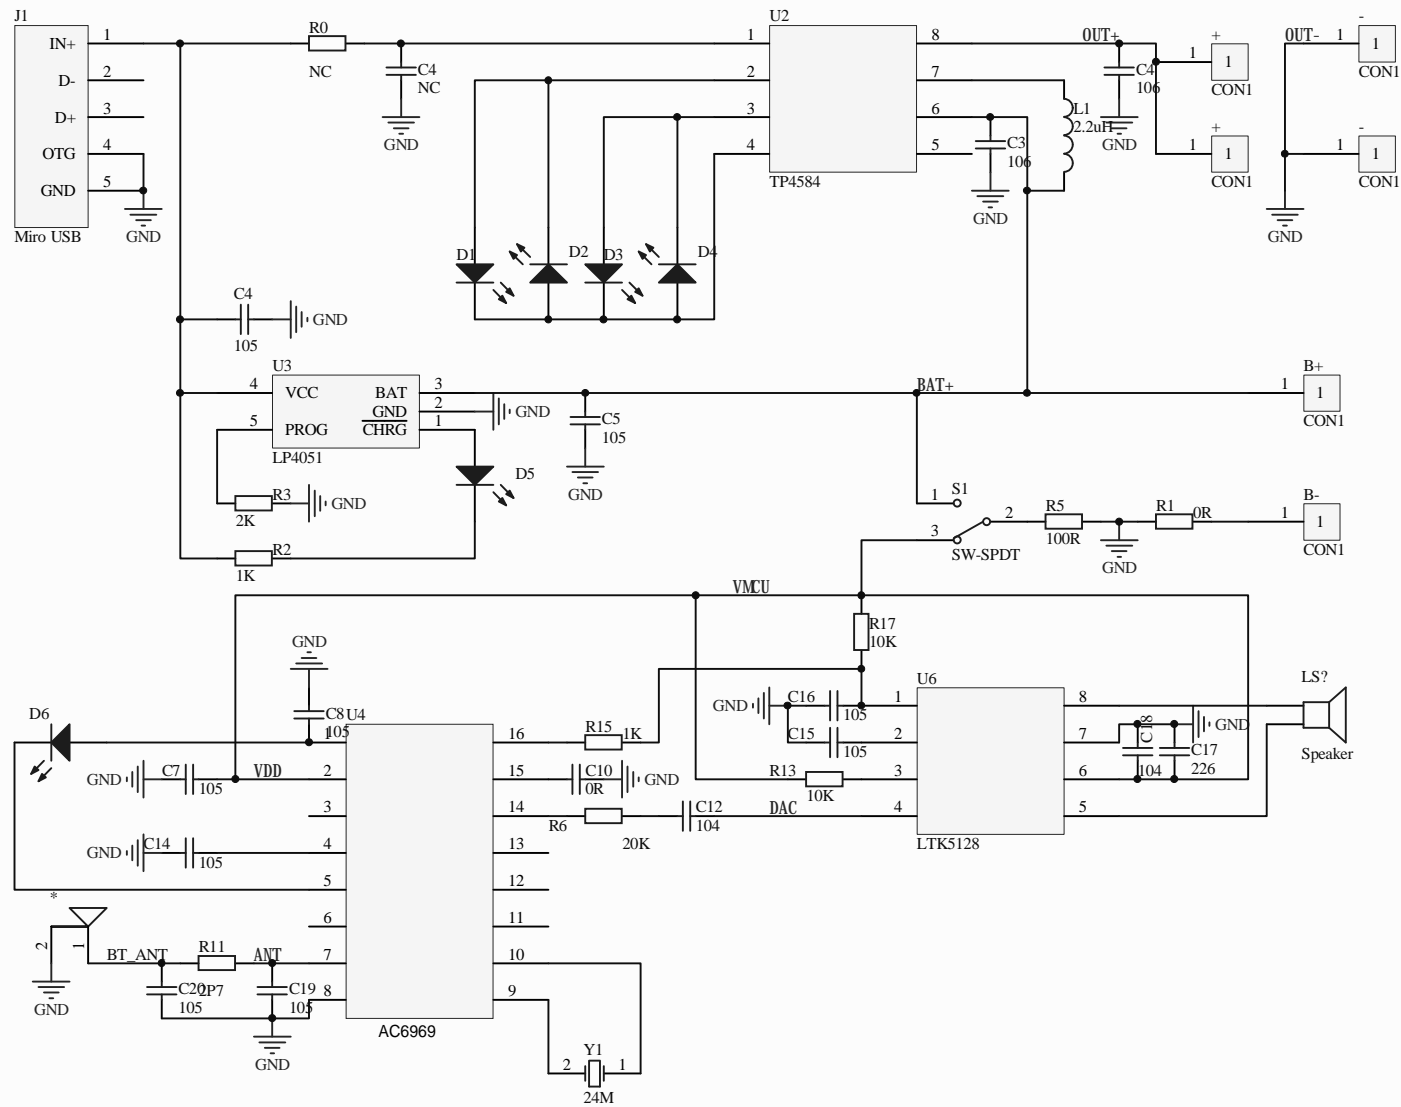 J1
IN+ 1
D- 2
D+ 3
OTG 4
GND 5
Miro USB
GND
R0
NC
C4
NC
GND
U2
1 8
2 7
3 6
4 5
TP4584
OUT+
C4
106
GND
L1
2.2uH
C3
106
GND
+
1 1
CON1
+
1 1
CON1
OUT-
-
1 1
CON1
-
1 1
CON1
GND
D1
D2
D3
D4
C4
105
GND
U3
4 VCC BAT 3
GND 2
5 PROG CHRG 1
LP4051
GND
C5
105
GND
BAT+
B+
1 1
CON1
R3
2K
GND
R2
1K
D5
S1
1
2
3
SW-SPDT
R5
100R
GND
R1 0R
B-
1 1
CON1
VMCU
R17
10K
GND
C8
105
U4
D6
1 16
2 15
3 14
4 13
5 12
6 11
7 10
8 9
AC6969
GND C7
105
VDD
GND C14
105
R15 1K
C10
0R
GND
R6
20K
C12
104
DAC
GND C16
105
C15
105
R13
10K
U6
1 8
2 7
3 6
4 5
LTK5128
C18
104
GND
C17
226
LS?
Speaker
*
2
1
GND
BT_ANT
R11
2P7
ANT
C20
105
C19
105
GND
Y1
2 1
24M